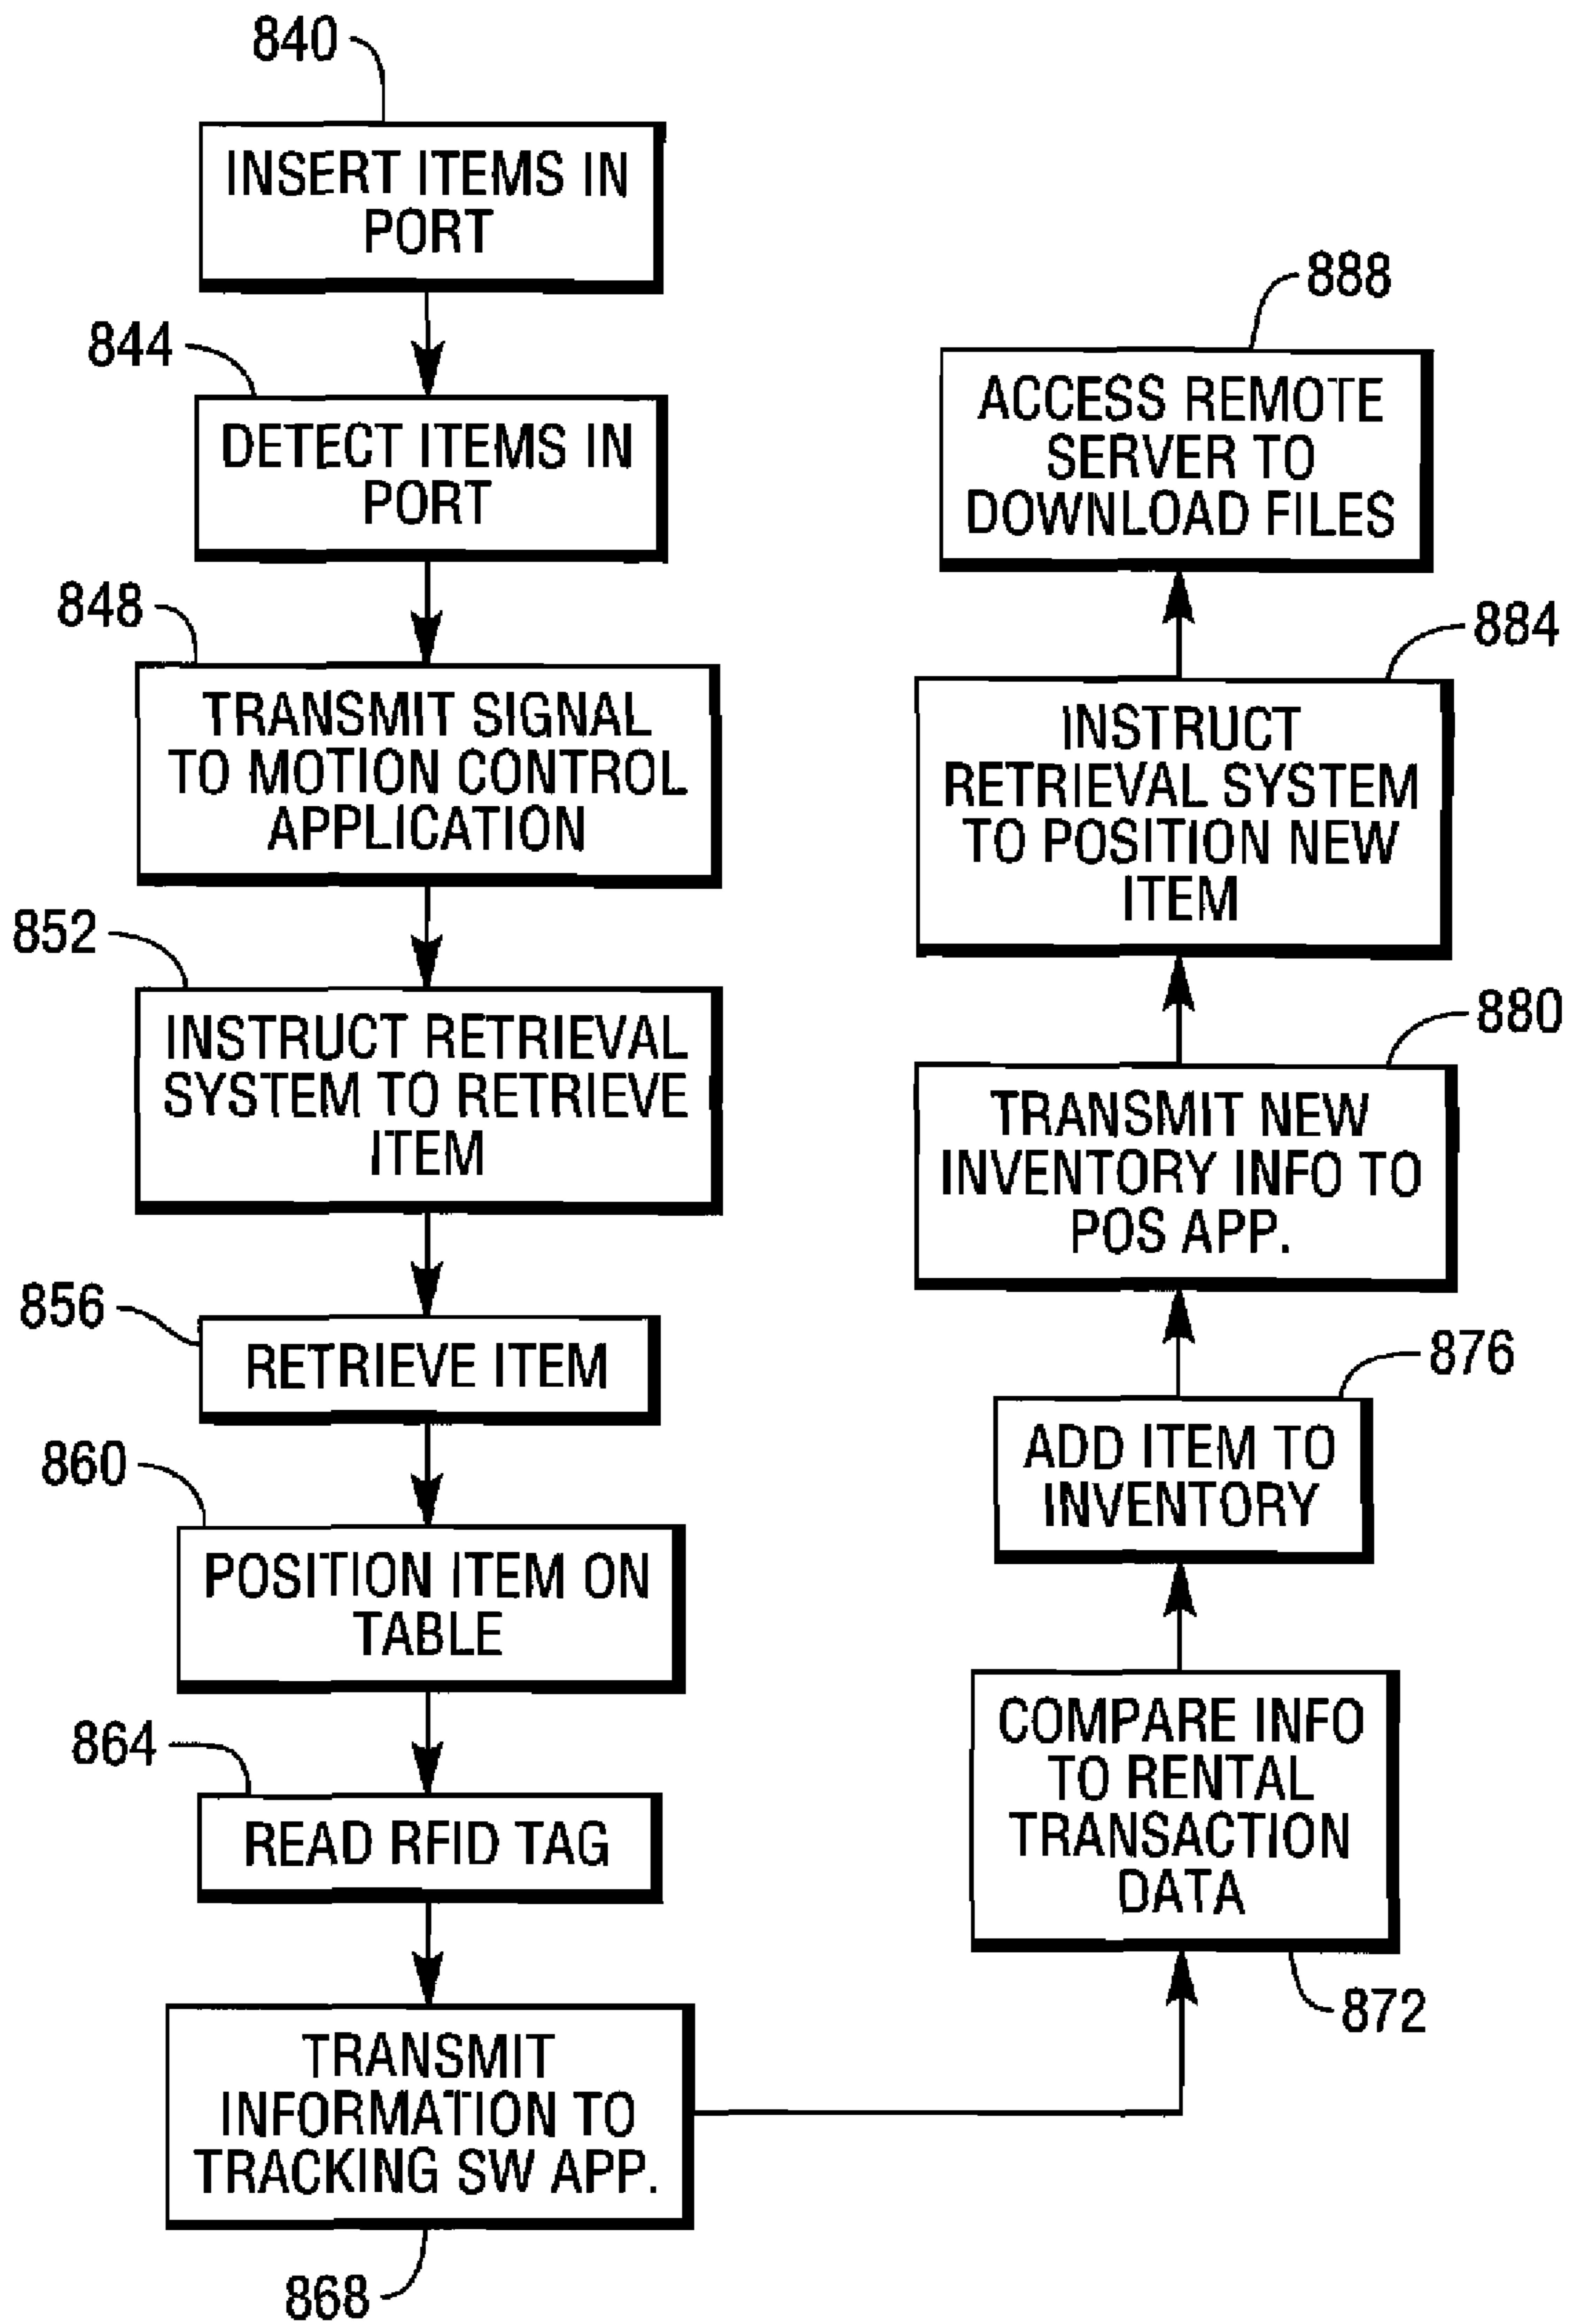 840
INSERT ITEMS IN
PORT
844
DETECT ITEMS IN
PORT
848
TRANSMIT SIGNAL
TO MOTION CONTROL
APPLICATION
852
INSTRUCT RETRIEVAL
SYSTEM TO RETRIEVE
ITEM
856
RETRIEVE ITEM
860
POSITION ITEM ON
TABLE
864
READ RFID TAG
TRANSMIT
INFORMATION TO
TRACKING SW APP.
868
COMPARE INFO
TO RENTAL
TRANSACTION
DATA
872
876
ADD ITEM TO
INVENTORY
880
TRANSMIT NEW
INVENTORY INFO TO
POS APP.
884
INSTRUCT
RETRIEVAL SYSTEM
TO POSITION NEW
ITEM
888
ACCESS REMOTE
SERVER TO
DOWNLOAD FILES